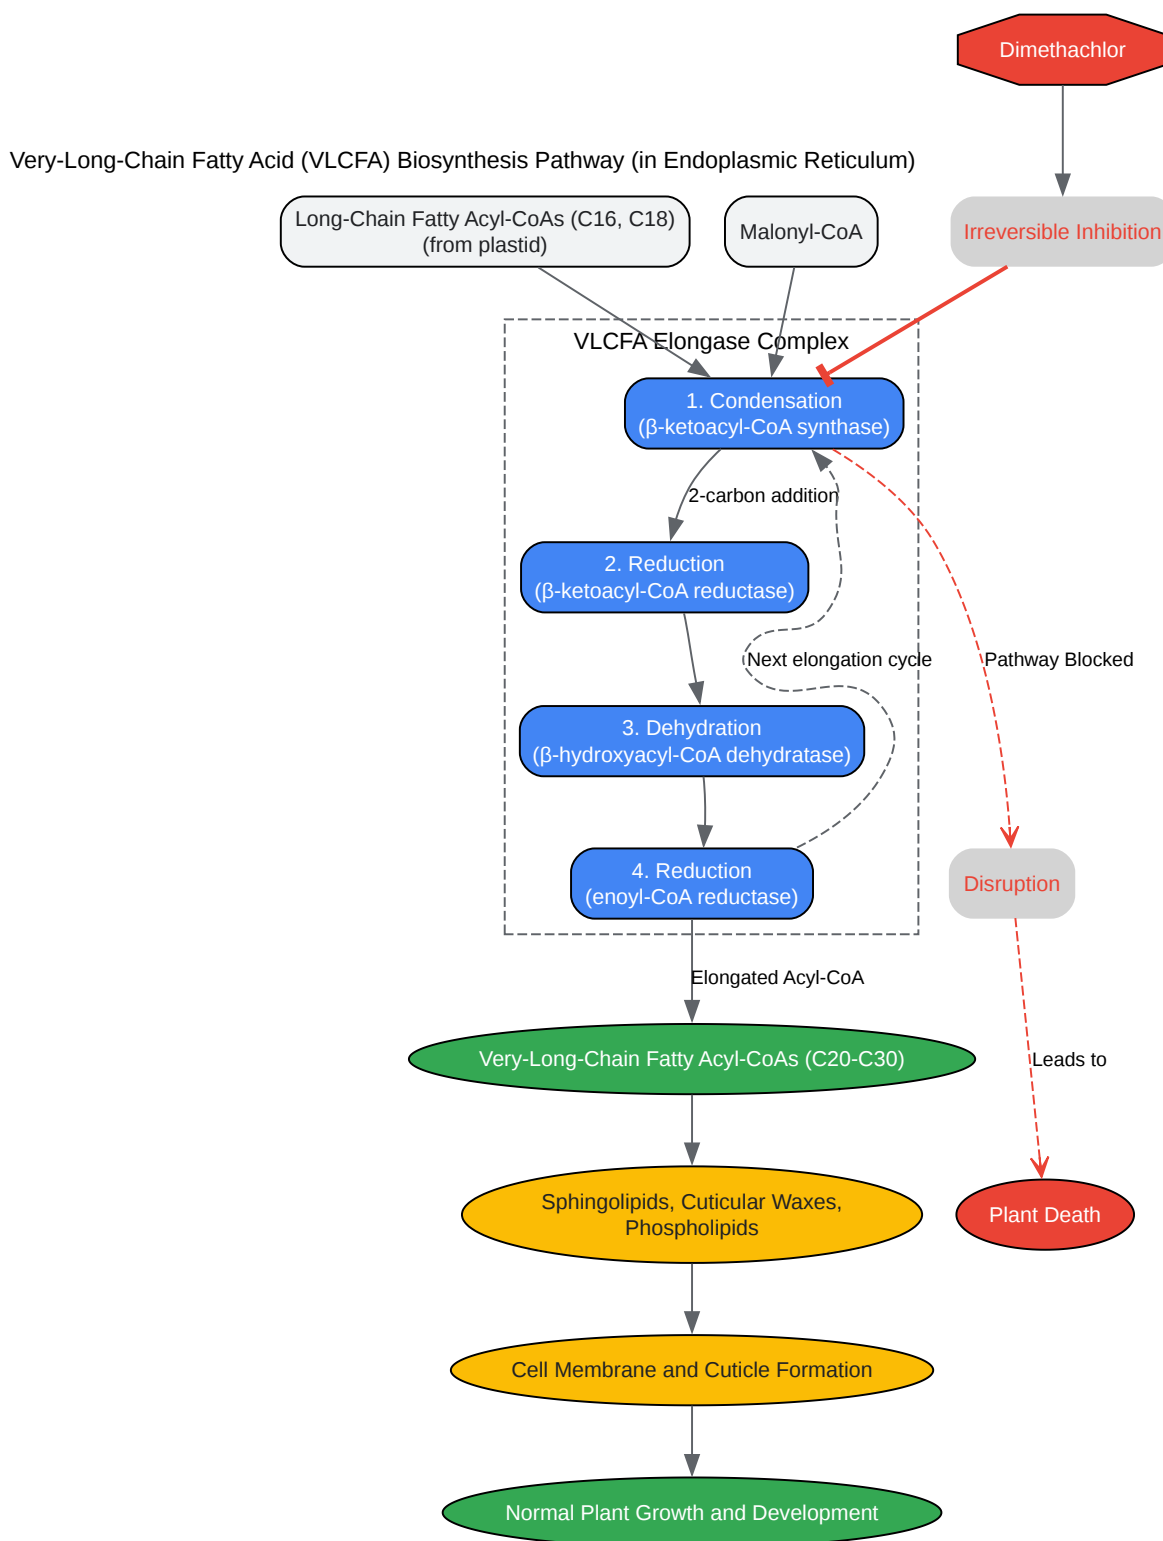 Dimethachlor
Very-Long-Chain Fatty Acid (VLCFA) Biosynthesis Pathway (in Endoplasmic Reticulum)
Long-Chain Fatty Acyl-CoAs (C16, C18)
(from plastid)
Malonyl-CoA
Irreversible Inhibition
VLCFA Elongase Complex
1. Condensation
(β-ketoacyl-CoA synthase)
2-carbon addition
2. Reduction
(β-ketoacyl-CoA reductase)
Next elongation cycle
Pathway Blocked
3. Dehydration
(β-hydroxyacyl-CoA dehydratase)
4. Reduction
(enoyl-CoA reductase)
Disruption
Elongated Acyl-CoA
Very-Long-Chain Fatty Acyl-CoAs (C20-C30)
Leads to
Sphingolipids, Cuticular Waxes,
Phospholipids
Plant Death
Cell Membrane and Cuticle Formation
Normal Plant Growth and Development